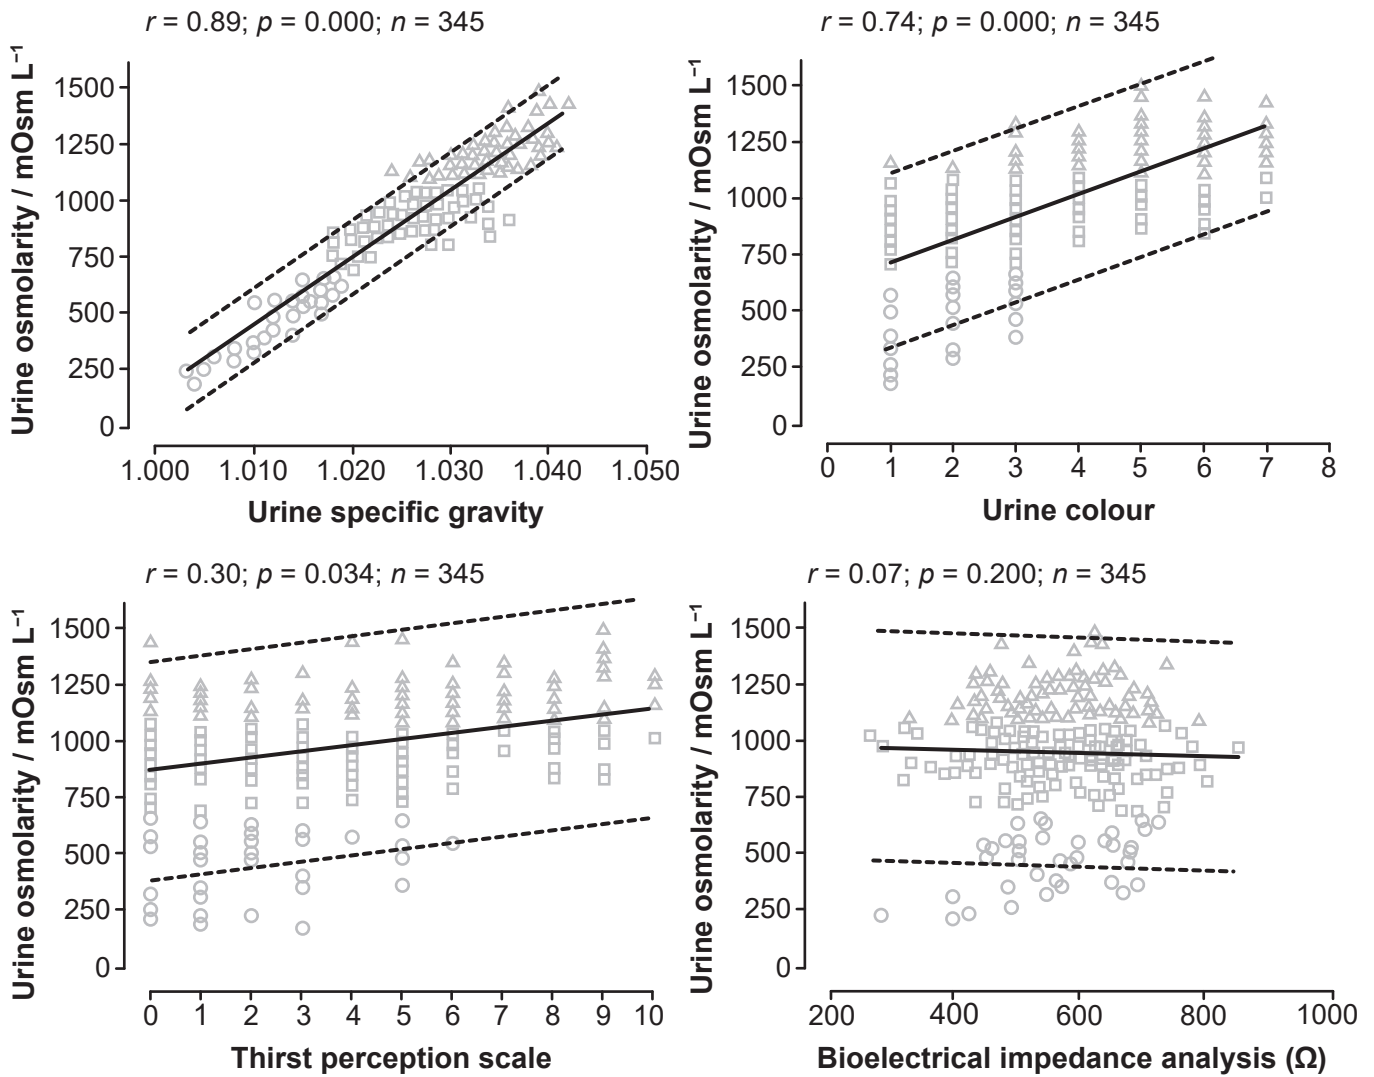 r = 0.89; p = 0.000; n = 345
Urine osmolarity / mOsm L⁻¹
1500
1250
1000
750
500
250
0
1.000 1.010 1.020 1.030 1.040 1.050
Urine specific gravity
r = 0.74; p = 0.000; n = 345
Urine osmolarity / mOsm L⁻¹
1500
1250
1000
750
500
250
0
0 1 2 3 4 5 6 7 8
Urine colour
r = 0.30; p = 0.034; n = 345
Urine osmolarity / mOsm L⁻¹
1500
1250
1000
750
500
250
0
0 1 2 3 4 5 6 7 8 9 10
Thirst perception scale
r = 0.07; p = 0.200; n = 345
Urine osmolarity / mOsm L⁻¹
1500
1250
1000
750
500
250
0
200 400 600 800 1000
Bioelectrical impedance analysis (Ω)